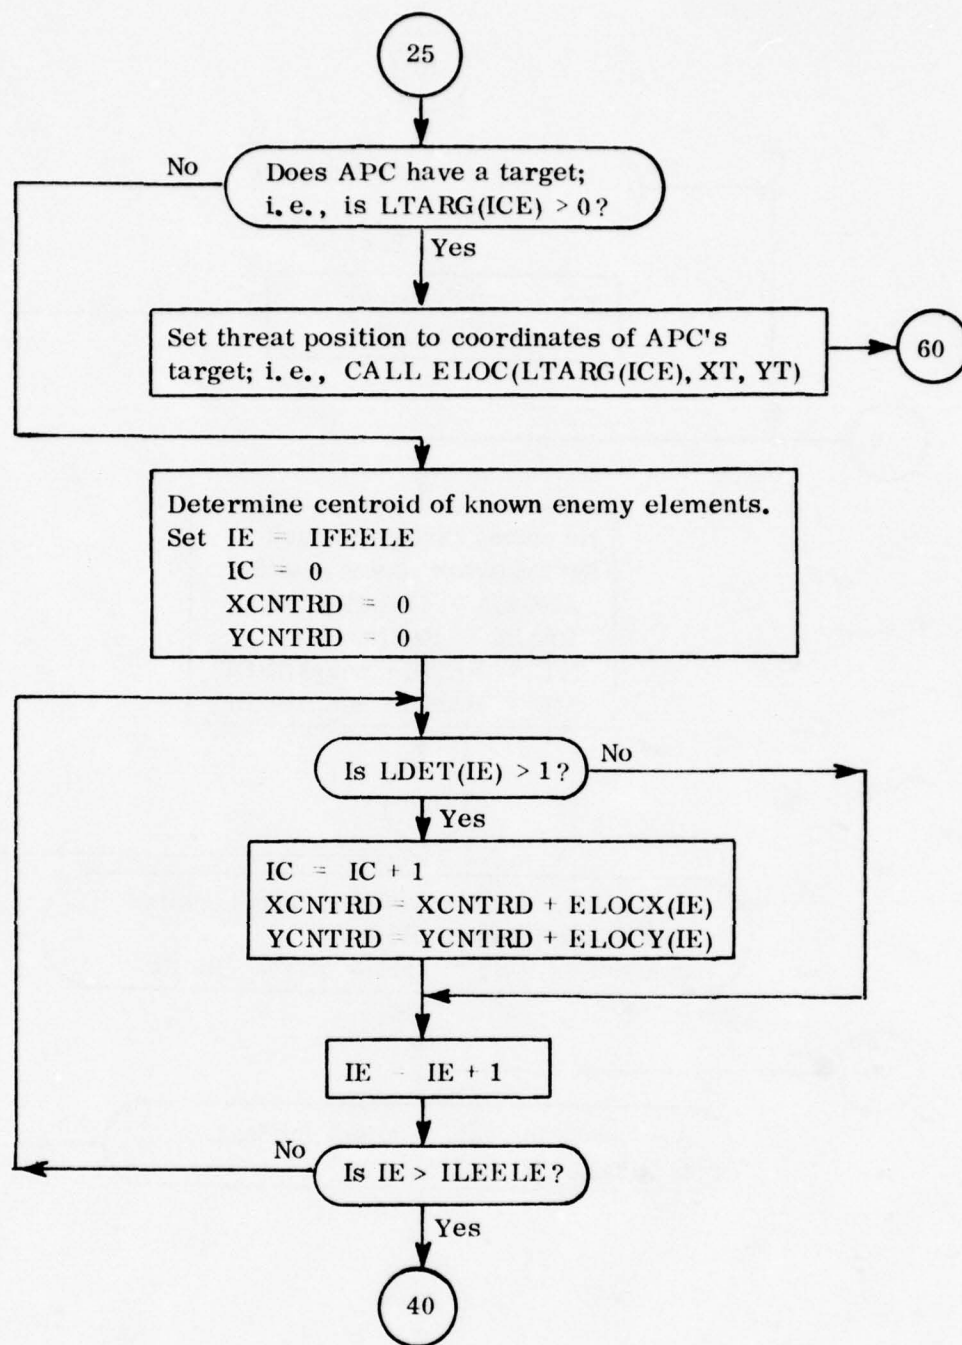 25
No
Does APC have a target;
i.e., is LTARG(ICE) > 0?
Yes
Set threat position to coordinates of APC's
target; i.e., CALL ELOC(LTARG(ICE), XT, YT)
60
Determine centroid of known enemy elements.
Set IE = IFEELE
IC = 0
XCNTRD = 0
YCNTRD = 0
Is LDET(IE) > 1?
No
Yes
IC = IC + 1
XCNTRD = XCNTRD + ELOCX(IE)
YCNTRD = YCNTRD + ELOCY(IE)
IE = IE + 1
No
Is IE > ILEELE?
Yes
40